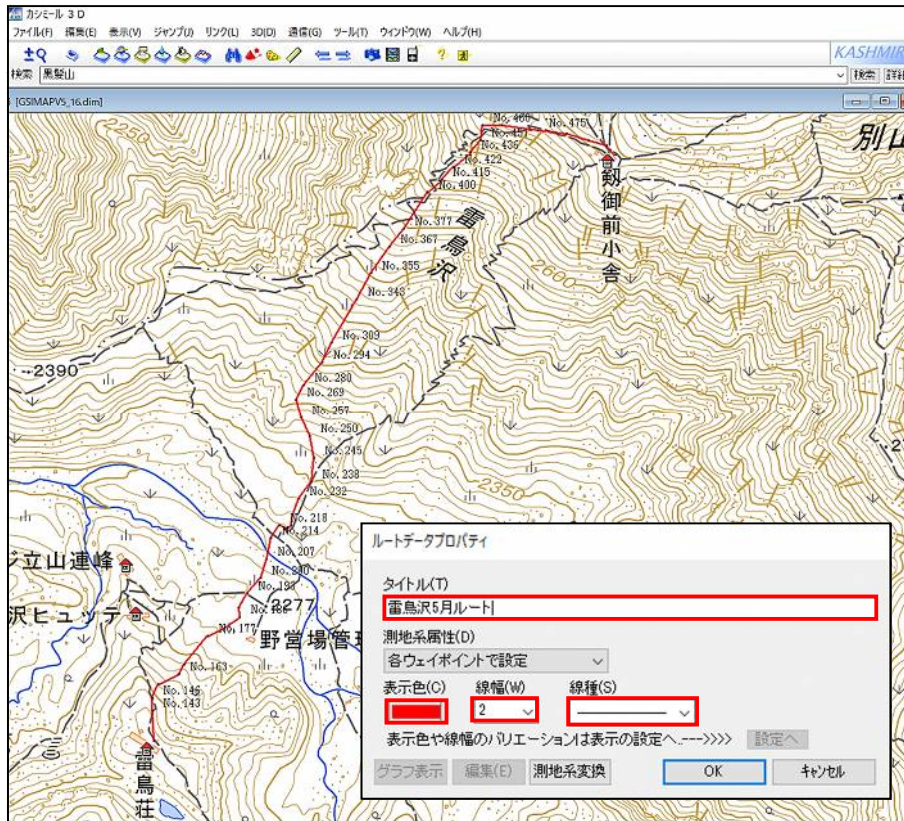 カシミール 3D
ファイル(F) 編集(E) 表示(V) ジャンプ(J) リンク(L) 3D(D) 通信(G) ツール(T) ウィンドウ(W) ヘルプ(H)
KASHMIR
検索 黒髪山 検索 詳細
[GSIMAPV5_16.dim]
2250
No.460 No.475
No.451
No.436
No.422
No.415
No.400
別山
剱御前小舎
雷鳥沢
No.377
No.367
No.355
No.343
2600
No.309
No.294
2390
No.280
No.269
No.257
No.250
No.245
No.238
No.232
2350
No.218
No.214
No.207
No.193
2277
No.177
ジ立山連峰
沢ヒュッテ
野営場管理
No.163
No.146
No.143
雷鳥荘
ルートデータプロパティ
タイトル(T)
雷鳥沢5月ルート
測地系属性(D)
各ウェイポイントで設定
表示色(C) 線幅(W) 線種(S)
2
表示色や線幅のバリエーションは表示の設定へ...--->>>> 設定へ
グラフ表示 編集(E) 測地系変換 OK キャンセル